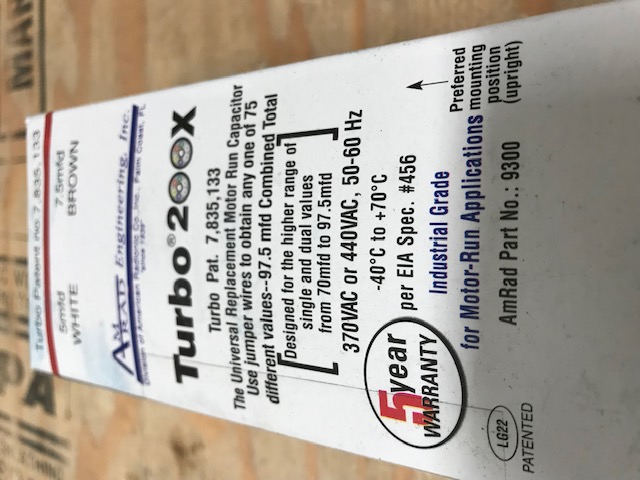 Turbo Patent No 7,835,133
5mfd 7.5mfd
WHITE BROWN
AMRAD Engineering, Inc.
Division of American Radionic Co., Inc., Palm Coast, FL
"since 1939"
Turbo® 200X
Turbo Pat. 7,835,133
The Universal Replacement Motor Run Capacitor
Use jumper wires to obtain any one of 75
different values--97.5 mfd Combined Total
[Designed for the higher range of
single and dual values
from 70mfd to 97.5mfd]
370VAC or 440VAC, 50-60 Hz
-40°C to +70°C
per EIA Spec. #456
5year
WARRANTY
Industrial Grade
for Motor-Run Applications
AmRad Part No.: 9300
Preferred
mounting
position
(upright)
LG22
PATENTED
MAR
PA